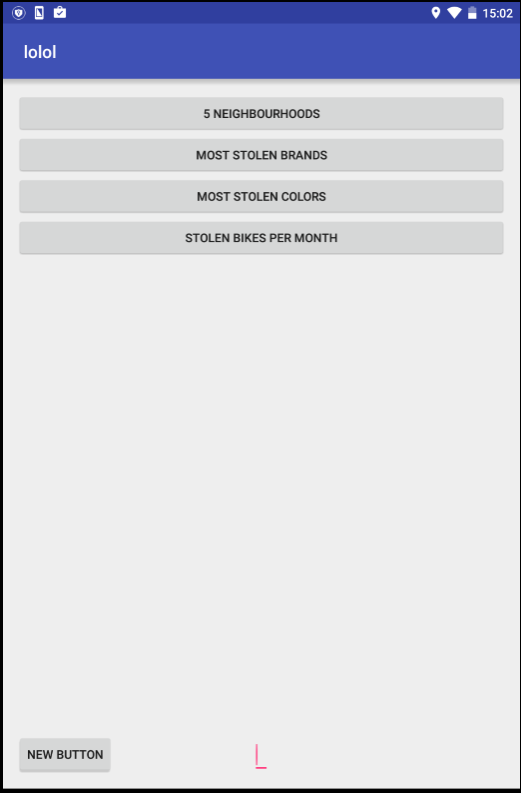 15:02
lolol
5 NEIGHBOURHOODS
MOST STOLEN BRANDS
MOST STOLEN COLORS
STOLEN BIKES PER MONTH
NEW BUTTON